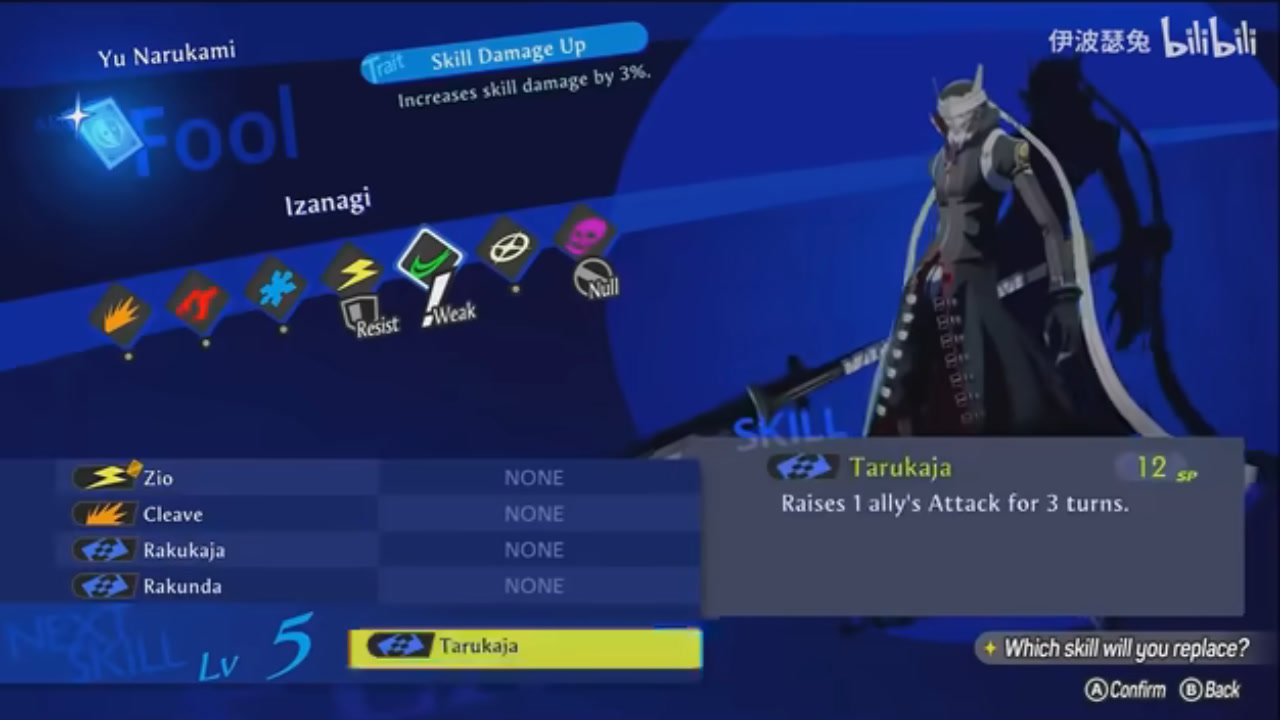 Yu Narukami
Trait Skill Damage Up
Increases skill damage by 3%.
Fool
Izanagi
Resist
Weak
Null
伊波瑟兔 bilibili
SKILL
Zio NONE
Cleave NONE
Rakukaja NONE
Rakunda NONE
Tarukaja 12 SP
Raises 1 ally's Attack for 3 turns.
NEXT SKILL Lv 5 Tarukaja
Which skill will you replace?
A Confirm B Back